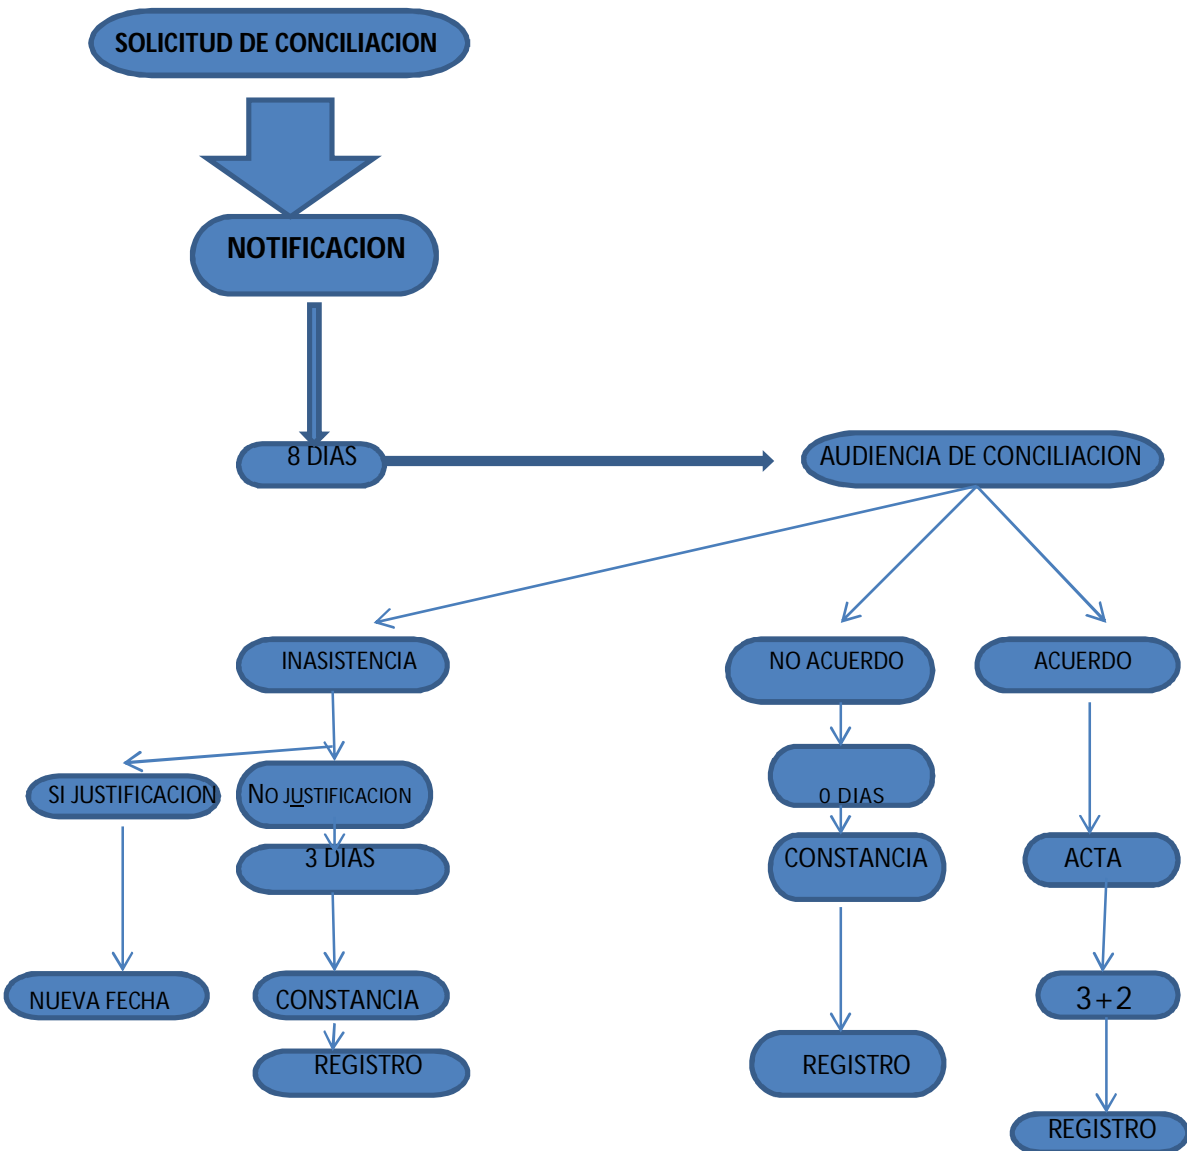 SOLICITUD DE CONCILIACION
NOTIFICACION
8 DIAS
AUDIENCIA DE CONCILIACION
INASISTENCIA
NO ACUERDO
ACUERDO
SI JUSTIFICACION
NO JUSTIFICACION
0 DIAS
3 DIAS
CONSTANCIA
ACTA
NUEVA FECHA
CONSTANCIA
3+2
REGISTRO
REGISTRO
REGISTRO